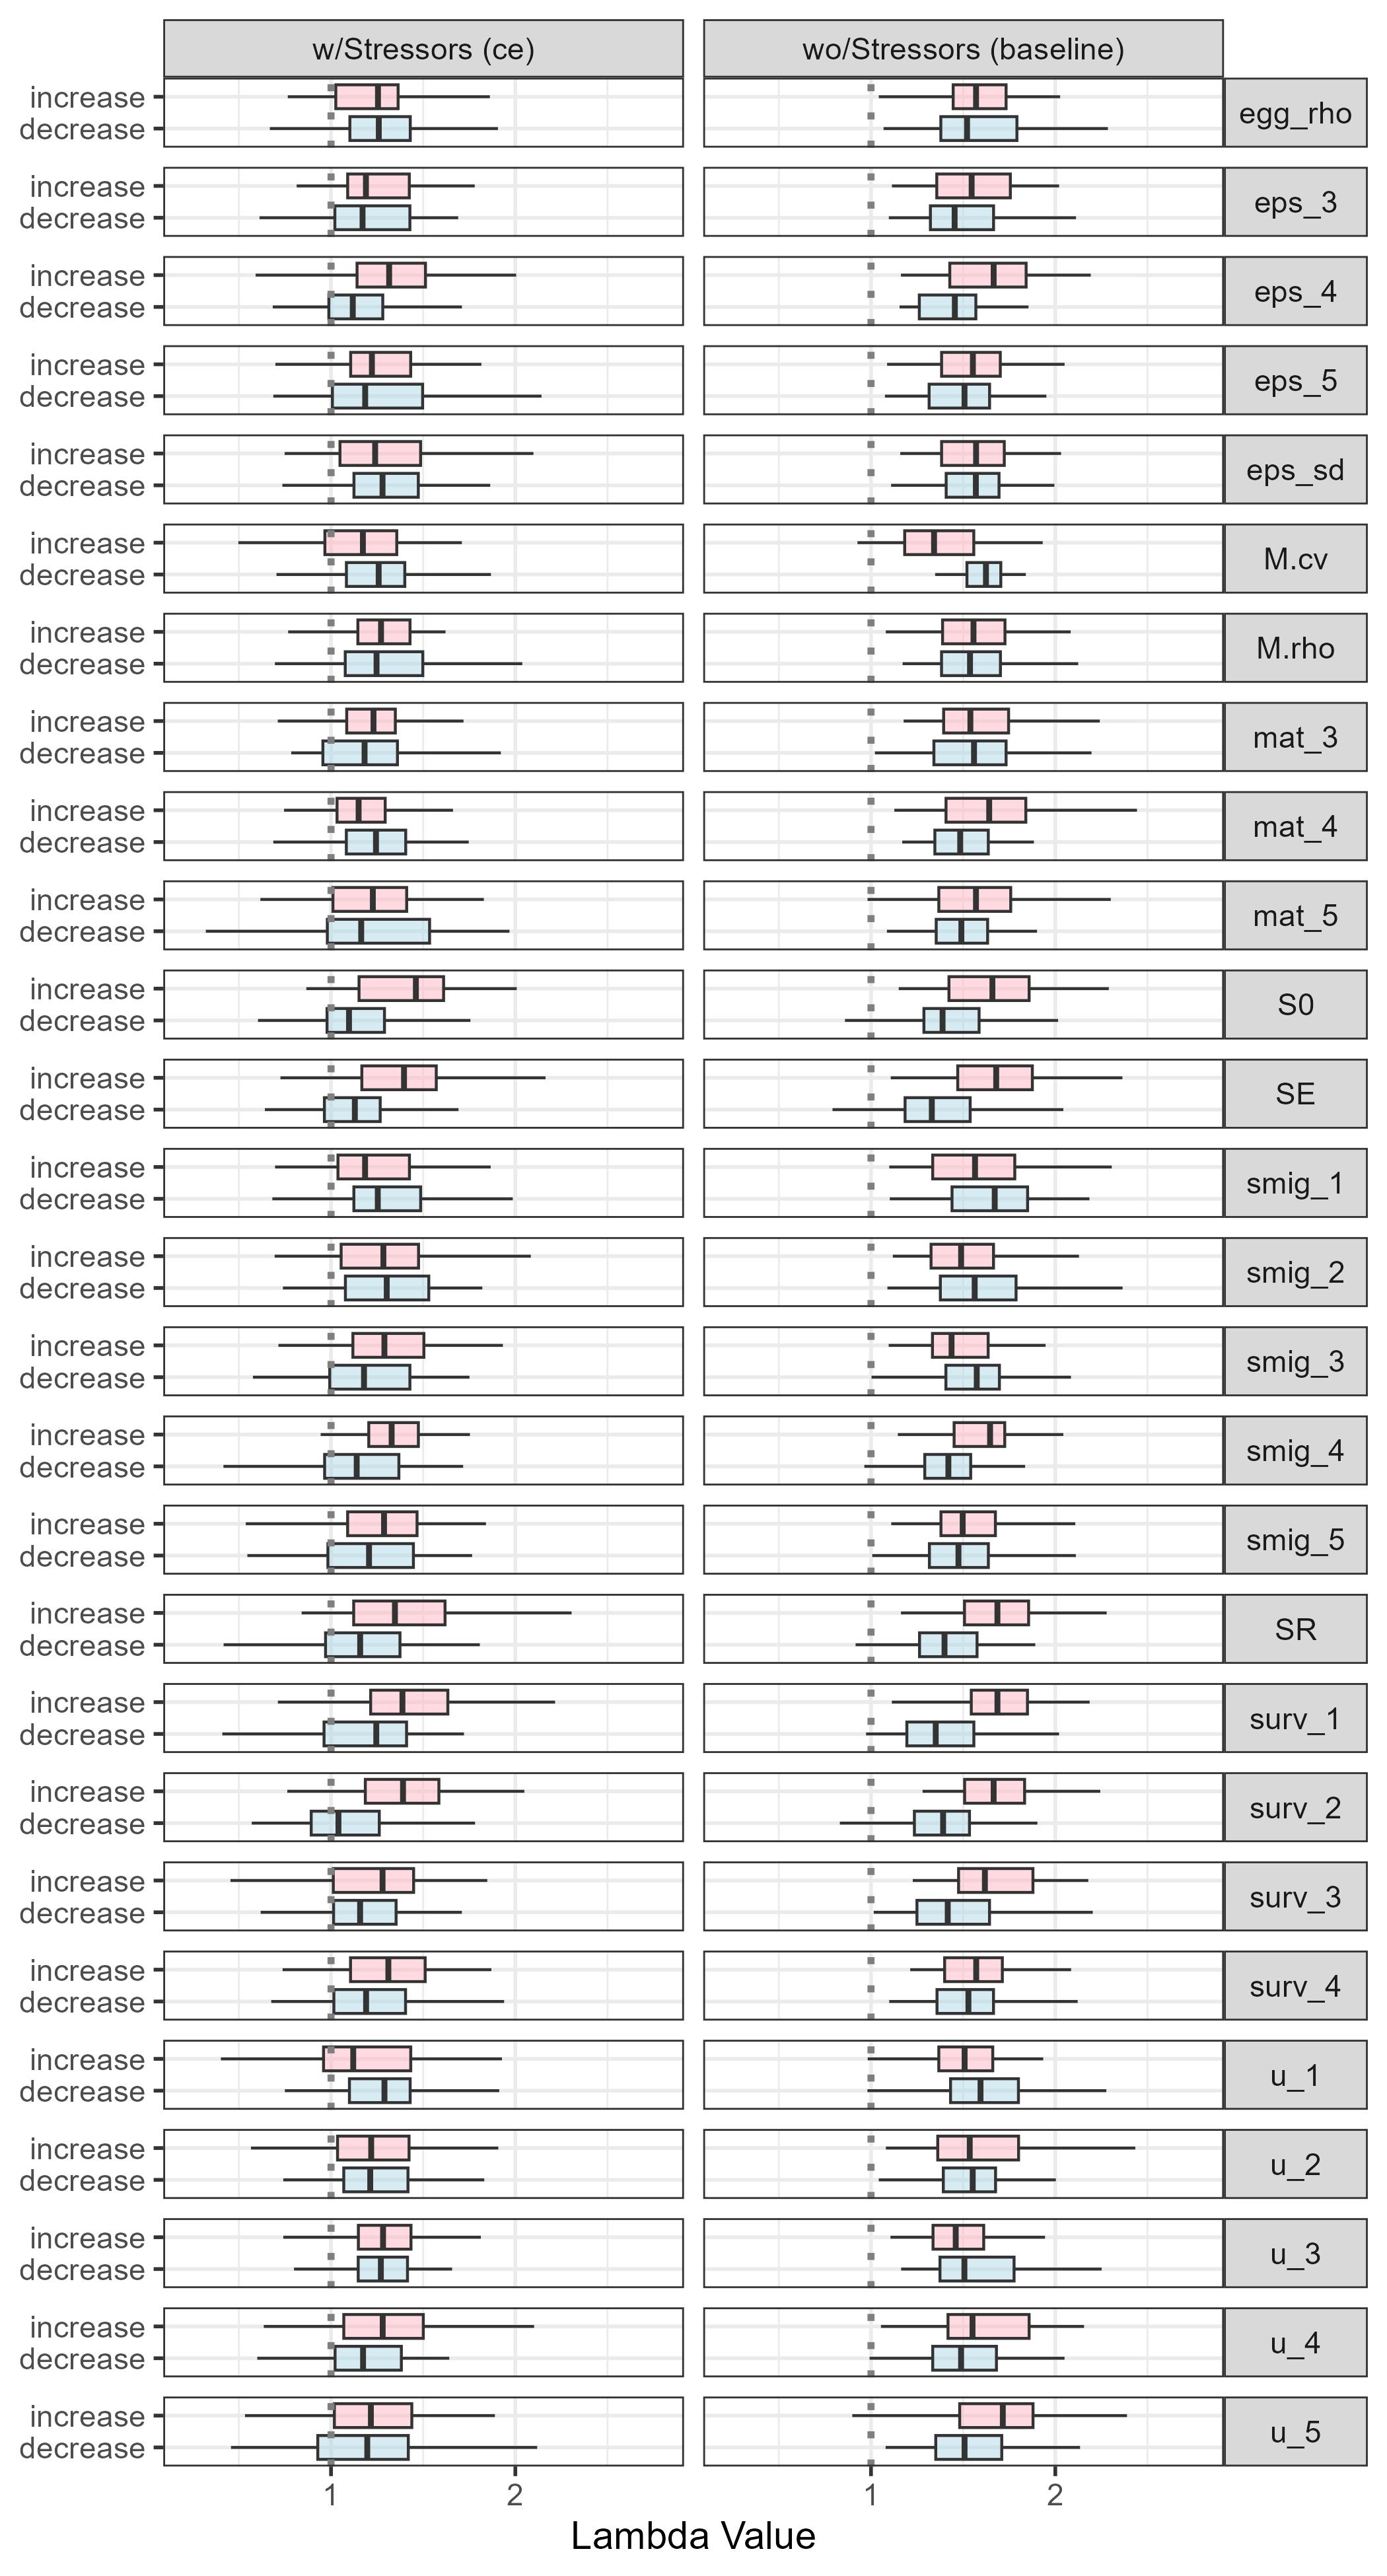 w/Stressors (ce) wo/Stressors (baseline)
increase
decrease
egg_rho
increase
decrease
eps_3
increase
decrease
eps_4
increase
decrease
eps_5
increase
decrease
eps_sd
increase
decrease
M.cv
increase
decrease
M.rho
increase
decrease
mat_3
increase
decrease
mat_4
increase
decrease
mat_5
increase
decrease
S0
increase
decrease
SE
increase
decrease
smig_1
increase
decrease
smig_2
increase
decrease
smig_3
increase
decrease
smig_4
increase
decrease
smig_5
increase
decrease
SR
increase
decrease
surv_1
increase
decrease
surv_2
increase
decrease
surv_3
increase
decrease
surv_4
increase
decrease
u_1
increase
decrease
u_2
increase
decrease
u_3
increase
decrease
u_4
increase
decrease
u_5
1 2 1 2
Lambda Value